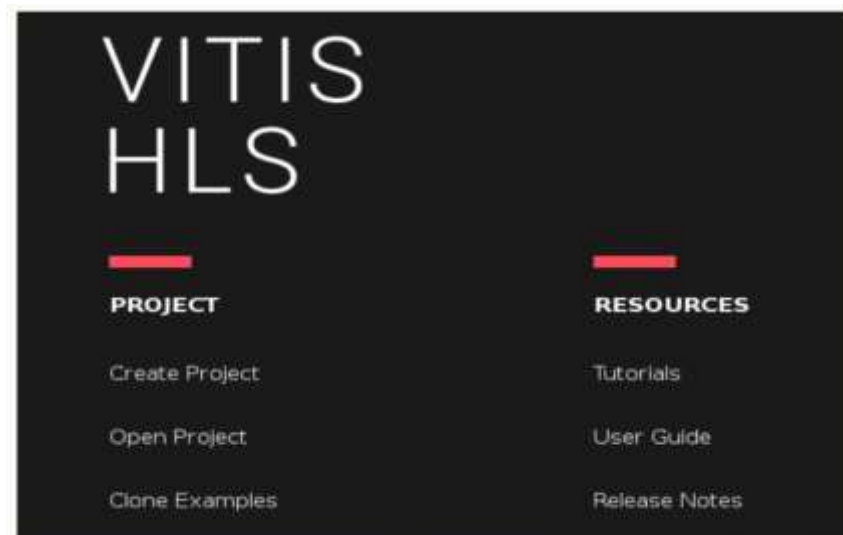 VITIS
HLS
PROJECT
Create Project
Open Project
Clone Examples
RESOURCES
Tutorials
User Guide
Release Notes